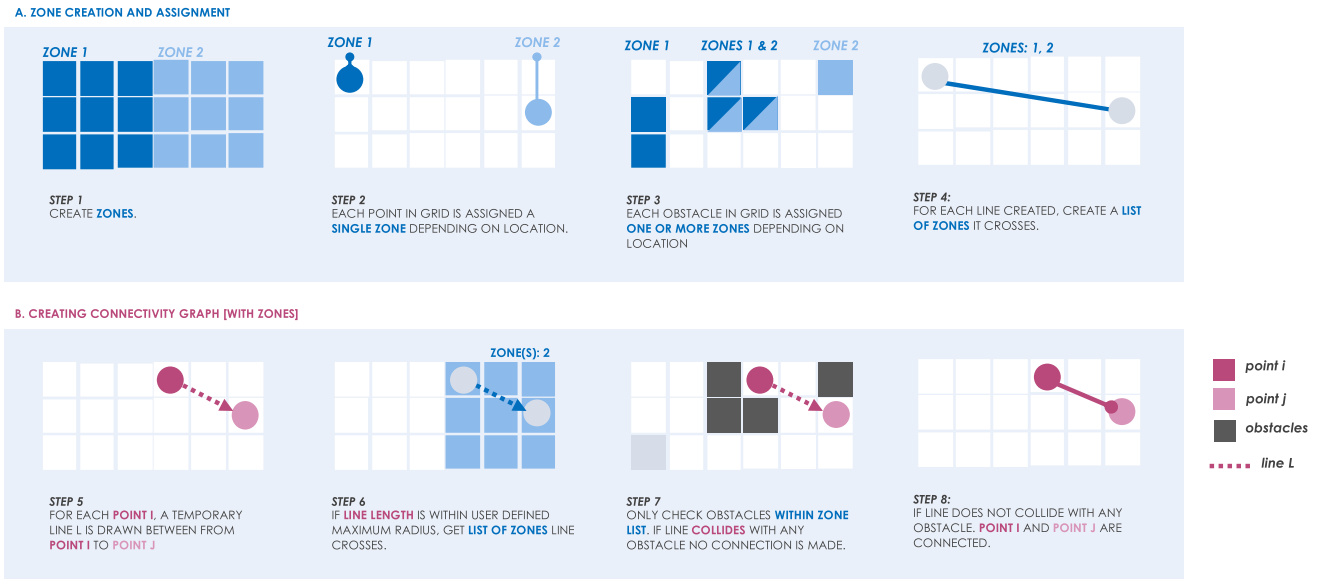 A. ZONE CREATION AND ASSIGNMENT
ZONE 1
ZONE 2
ZONE 1
ZONE 2
ZONE 1
ZONES 1 & 2
ZONE 2
ZONES: 1, 2
STEP 1
CREATE ZONES.
STEP 2
EACH POINT IN GRID IS ASSIGNED A
SINGLE ZONE DEPENDING ON LOCATION.
STEP 3
EACH OBSTACLE IN GRID IS ASSIGNED
ONE OR MORE ZONES DEPENDING ON
LOCATION
STEP 4:
FOR EACH LINE CREATED, CREATE A LIST
OF ZONES IT CROSSES.
B. CREATING CONNECTIVITY GRAPH [WITH ZONES]
ZONE(S): 2
STEP 5
FOR EACH POINT I, A TEMPORARY
LINE L IS DRAWN BETWEEN FROM
POINT I TO POINT J
STEP 6
IF LINE LENGTH IS WITHIN USER DEFINED
MAXIMUM RADIUS, GET LIST OF ZONES LINE
CROSSES.
STEP 7
ONLY CHECK OBSTACLES WITHIN ZONE
LIST. IF LINE COLLIDES WITH ANY
OBSTACLE NO CONNECTION IS MADE.
STEP 8:
IF LINE DOES NOT COLLIDE WITH ANY
OBSTACLE. POINT I AND POINT J ARE
CONNECTED.
point i
point j
obstacles
line L